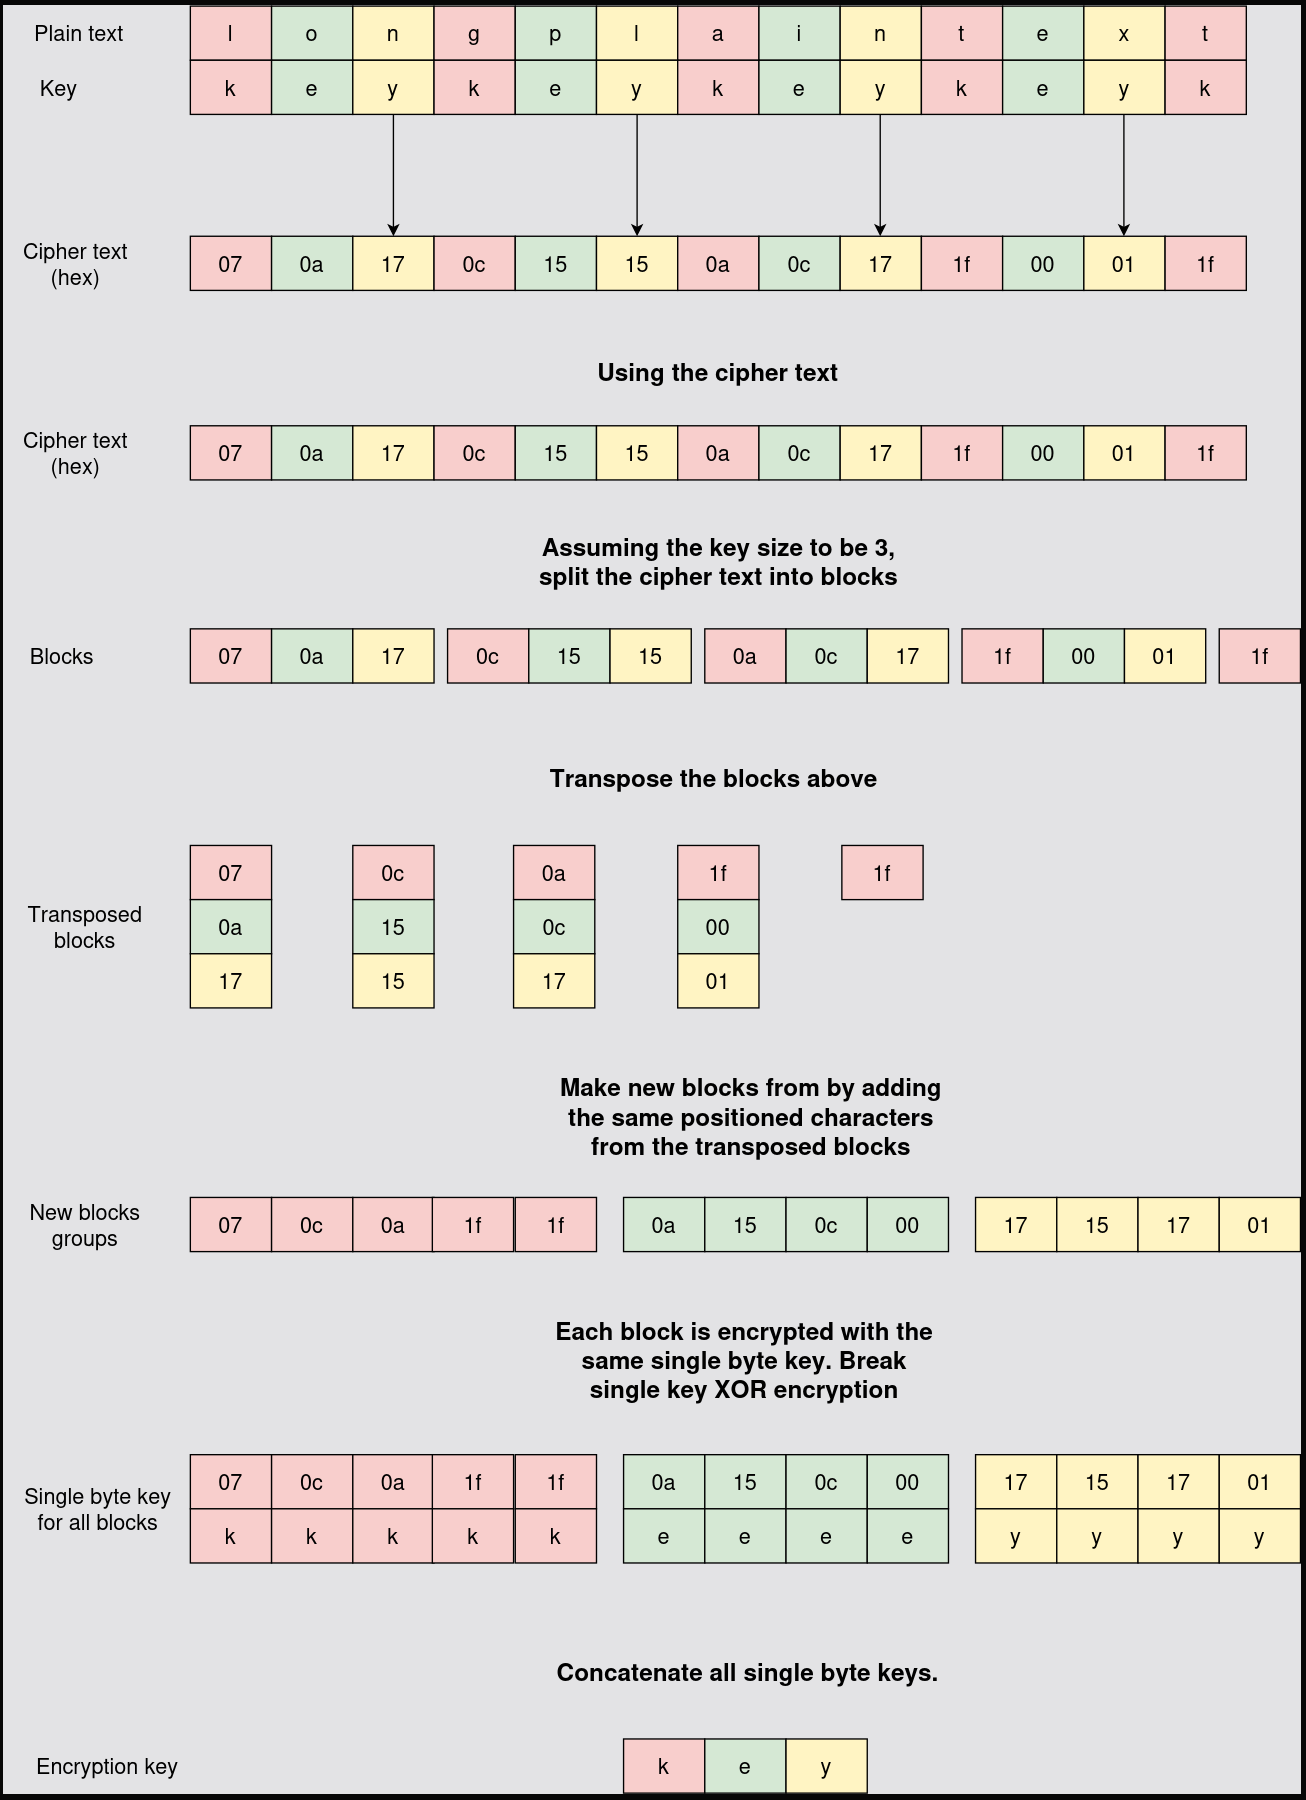 Plain text l o n g p l a i n t e x t
Key k e y k e y k e y k e y k
Cipher text
(hex)
07 0a 17 0c 15 15 0a 0c 17 1f 00 01 1f
Using the cipher text
Cipher text
(hex)
07 0a 17 0c 15 15 0a 0c 17 1f 00 01 1f
Assuming the key size to be 3,
split the cipher text into blocks
Blocks 07 0a 17 0c 15 15 0a 0c 17 1f 00 01 1f
Transpose the blocks above
Transposed
blocks
07 0c 0a 1f 1f
0a 15 0c 00
17 15 17 01
Make new blocks from by adding
the same positioned characters
from the transposed blocks
New blocks
groups
07 0c 0a 1f 1f 0a 15 0c 00 17 15 17 01
Each block is encrypted with the
same single byte key. Break
single key XOR encryption
Single byte key
for all blocks
07 0c 0a 1f 1f 0a 15 0c 00 17 15 17 01
k k k k k e e e e y y y y
Concatenate all single byte keys.
Encryption key k e y